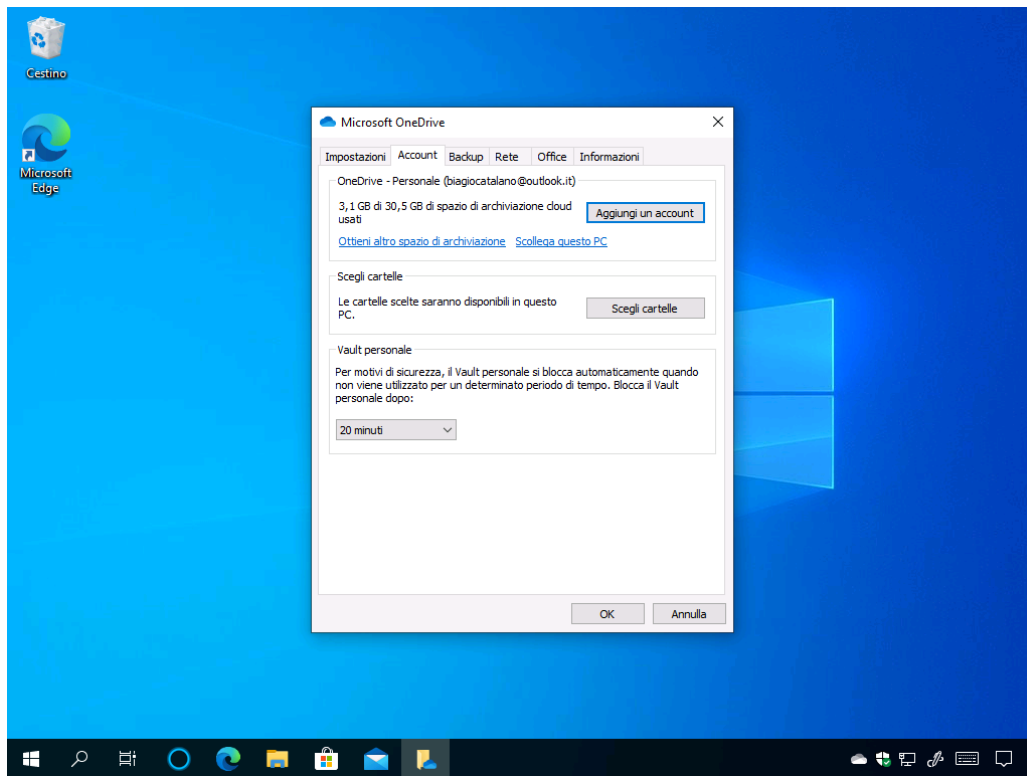 Cestino
Microsoft
Edge
Microsoft OneDrive
Impostazioni Account Backup Rete Office Informazioni
OneDrive - Personale (biagiocatalano@outlook.it)
3,1 GB di 30,5 GB di spazio di archiviazione cloud
usati
Aggiungi un account
Ottieni altro spazio di archiviazione Scollega questo PC
Scegli cartelle
Le cartelle scelte saranno disponibili in questo
PC.
Scegli cartelle
Vault personale
Per motivi di sicurezza, il Vault personale si blocca automaticamente quando
non viene utilizzato per un determinato periodo di tempo. Blocca il Vault
personale dopo:
20 minuti
OK Annulla